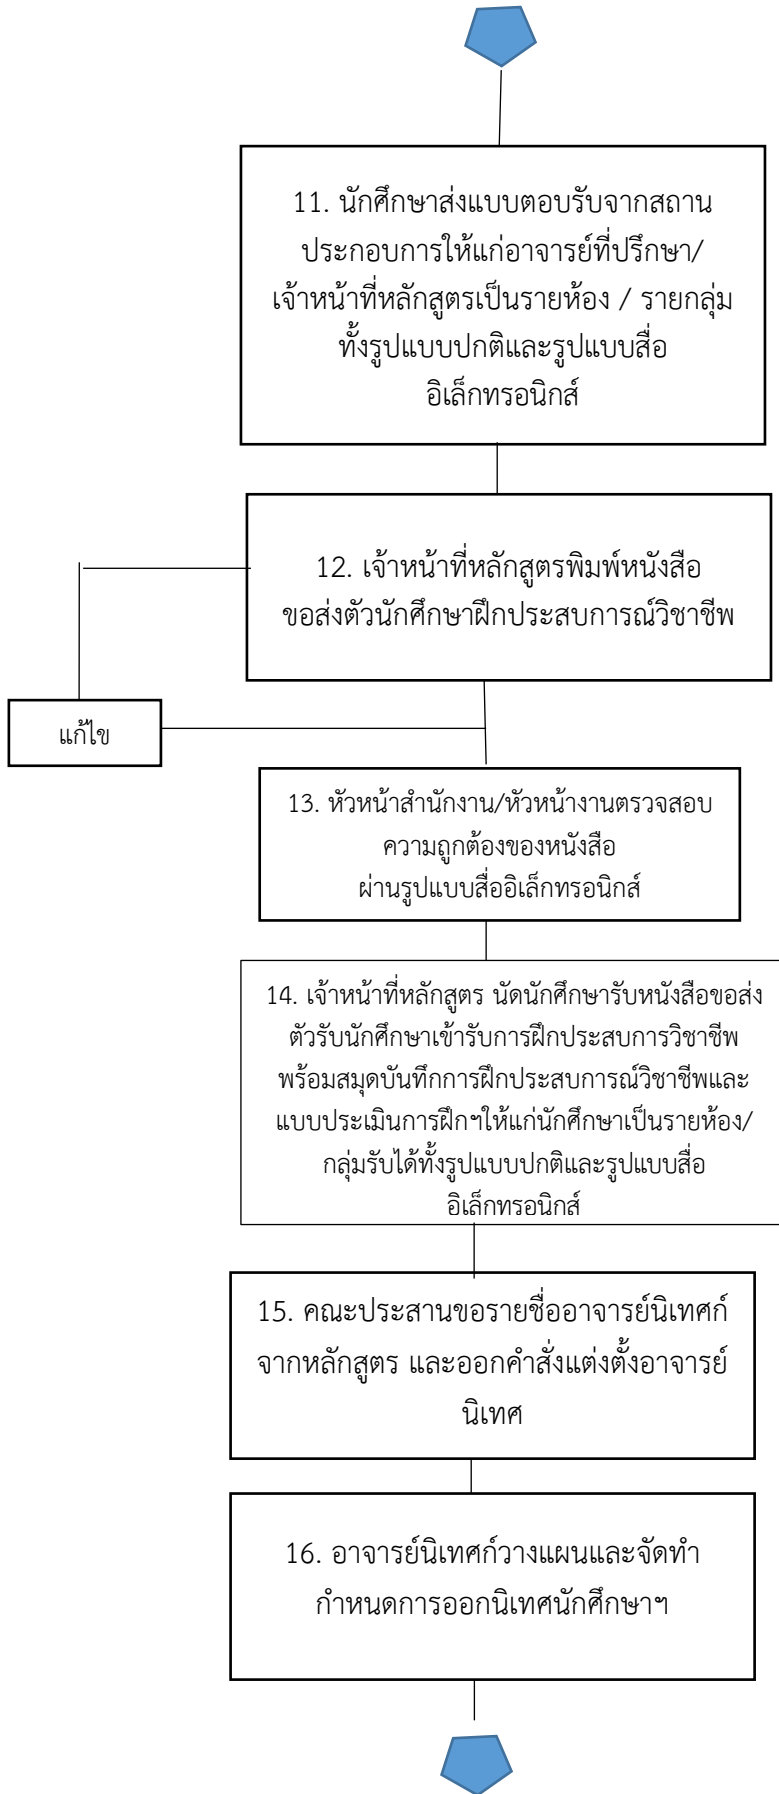 11. นักศึกษาส่งแบบตอบรับจากสถาน
ประกอบการให้แก่อาจารย์ที่ปรึกษา/
เจ้าหน้าที่หลักสูตรเป็นรายห้อง / รายกลุ่ม
ทั้งรูปแบบปกติและรูปแบบสื่อ
อิเล็กทรอนิกส์
12. เจ้าหน้าที่หลักสูตรพิมพ์หนังสือ
ขอส่งตัวนักศึกษาฝึกประสบการณ์วิชาชีพ
แก้ไข
13. หัวหน้าสำนักงาน/หัวหน้างานตรวจสอบ
ความถูกต้องของหนังสือ
ผ่านรูปแบบสื่ออิเล็กทรอนิกส์
14. เจ้าหน้าที่หลักสูตร นัดนักศึกษารับหนังสือขอส่ง
ตัวรับนักศึกษาเข้ารับการฝึกประสบการวิชาชีพ
พร้อมสมุดบันทึกการฝึกประสบการณ์วิชาชีพและ
แบบประเมินการฝึกฯให้แก่นักศึกษาเป็นรายห้อง/
กลุ่มรับได้ทั้งรูปแบบปกติและรูปแบบสื่อ
อิเล็กทรอนิกส์
15. คณะประสานขอรายชื่ออาจารย์นิเทศก์
จากหลักสูตร และออกคำสั่งแต่งตั้งอาจารย์
นิเทศ
16. อาจารย์นิเทศก์วางแผนและจัดทำ
กำหนดการออกนิเทศนักศึกษาฯ